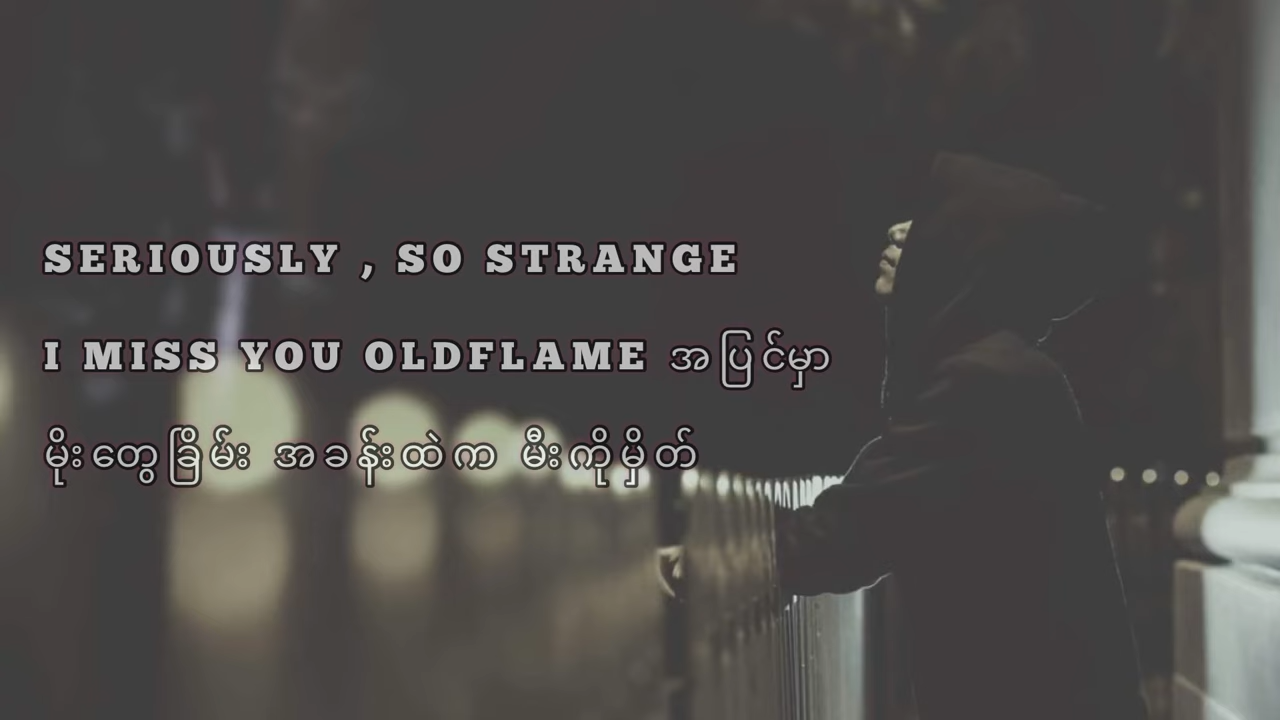 SERIOUSLY , SO STRANGE
I MISS YOU OLDFLAME အပြင်မှာ
မိုးတွေခြိမ်း အခန်းထဲက မီးကိုမှိတ်